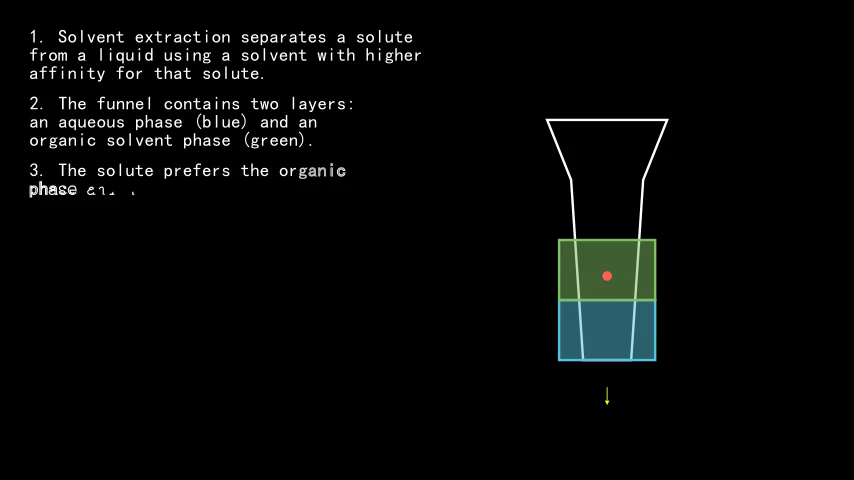 1. Solvent extraction separates a solute
from a liquid using a solvent with higher
affinity for that solute.
2. The funnel contains two layers:
an aqueous phase (blue) and an
organic solvent phase (green).
3. The solute prefers the organic
phase